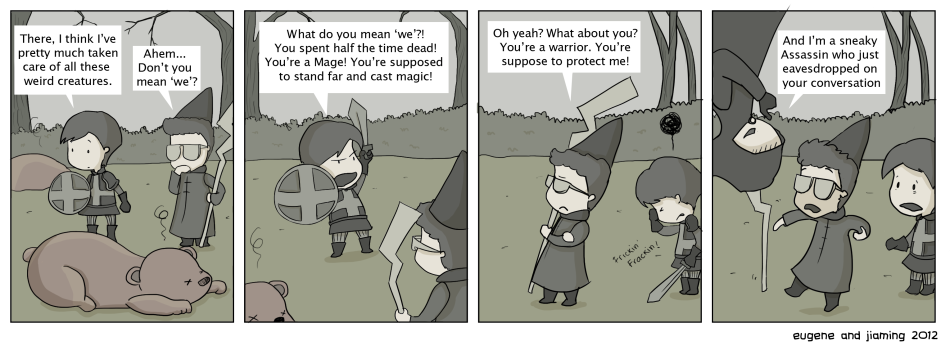 There, I think I've
pretty much taken
care of all these
weird creatures.
Ahem...
Don't you
mean 'we'?
What do you mean 'we'?!
You spent half the time dead!
You're a Mage! You're supposed
to stand far and cast magic!
Oh yeah? What about you?
You're a warrior. You're
suppose to protect me!
Frickin'
Frackin!
And I'm a sneaky
Assassin who just
eavesdropped on
your conversation
eugene and jiaming 2012